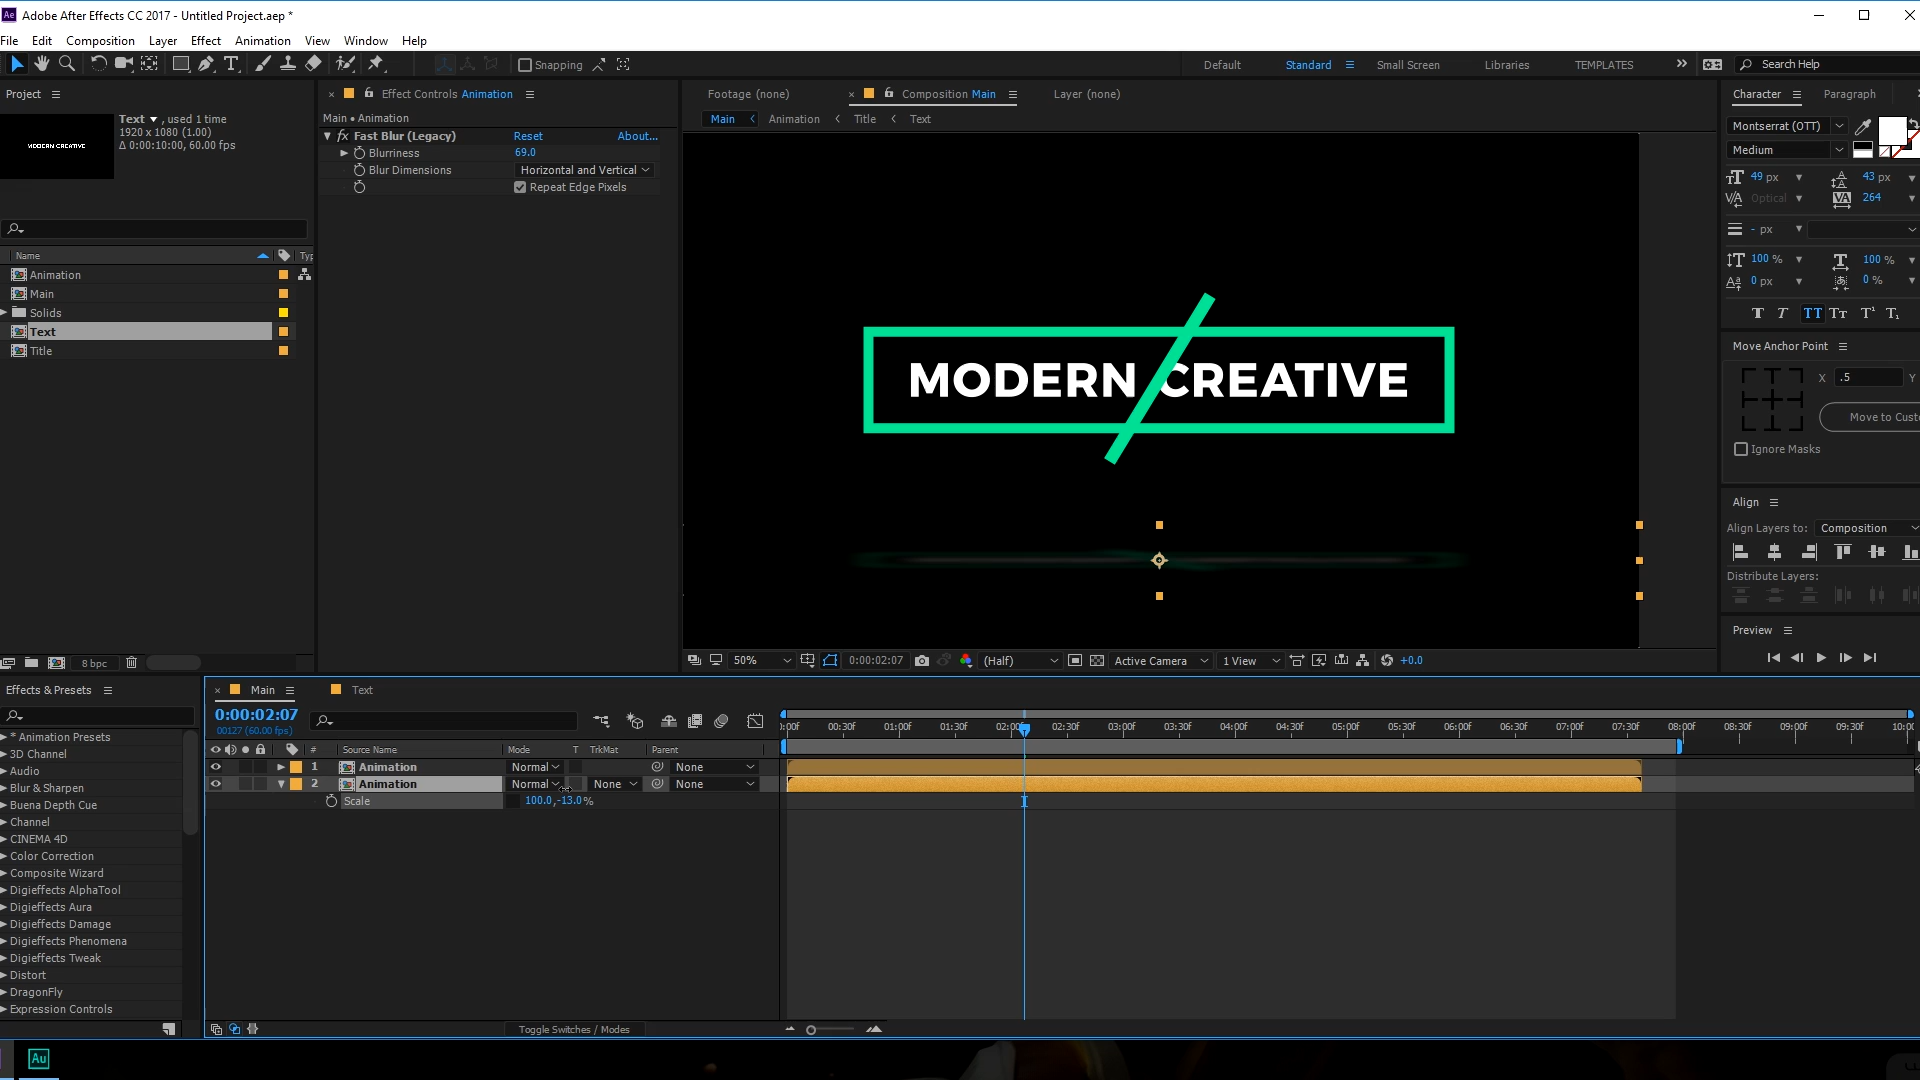 Ae Adobe After Effects CC 2017 - Untitled Project.aep *
File Edit Composition Layer Effect Animation View Window Help
Snapping Default Standard Small Screen Libraries TEMPLATES Search Help
Project
Text , used 1 time
1920 x 1080 (1.00)
Δ 0:00:10:00, 60.00 fps
MODERN CREATIVE
Name
Animation
Main
Solids
Text
Title
8 bpc
Effect Controls Animation
Main • Animation
fx Fast Blur (Legacy) Reset About...
Blurriness 69.0
Blur Dimensions Horizontal and Vertical
Repeat Edge Pixels
Footage (none) Composition Main Layer (none)
Main Animation Title Text
MODERN CREATIVE
50% 0:00:02:07 (Half) Active Camera 1 View +0.0
Character Paragraph
Montserrat (OTT)
Medium
49 px 43 px
Optical 264
- px
100 % 100 %
0 px 0 %
Move Anchor Point
X .5 Y
Move to Custo
Ignore Masks
Align
Align Layers to: Composition
Distribute Layers:
Preview
Effects & Presets
* Animation Presets
3D Channel
Audio
Blur & Sharpen
Buena Depth Cue
Channel
CINEMA 4D
Color Correction
Composite Wizard
Digieffects AlphaTool
Digieffects Aura
Digieffects Damage
Digieffects Phenomena
Digieffects Tweak
Distort
DragonFly
Expression Controls
Main Text
0:00:02:07
00127 (60.00 fps)
:00f 00:30f 01:00f 01:30f 02:00f 02:30f 03:00f 03:30f 04:00f 04:30f 05:00f 05:30f 06:00f 06:30f 07:00f 07:30f 08:00f 08:30f 09:00f 09:30f 10:00
# Source Name Mode T TrkMat Parent
1 Animation Normal None
2 Animation Normal None None
Scale 100.0,-13.0%
Toggle Switches / Modes
Au